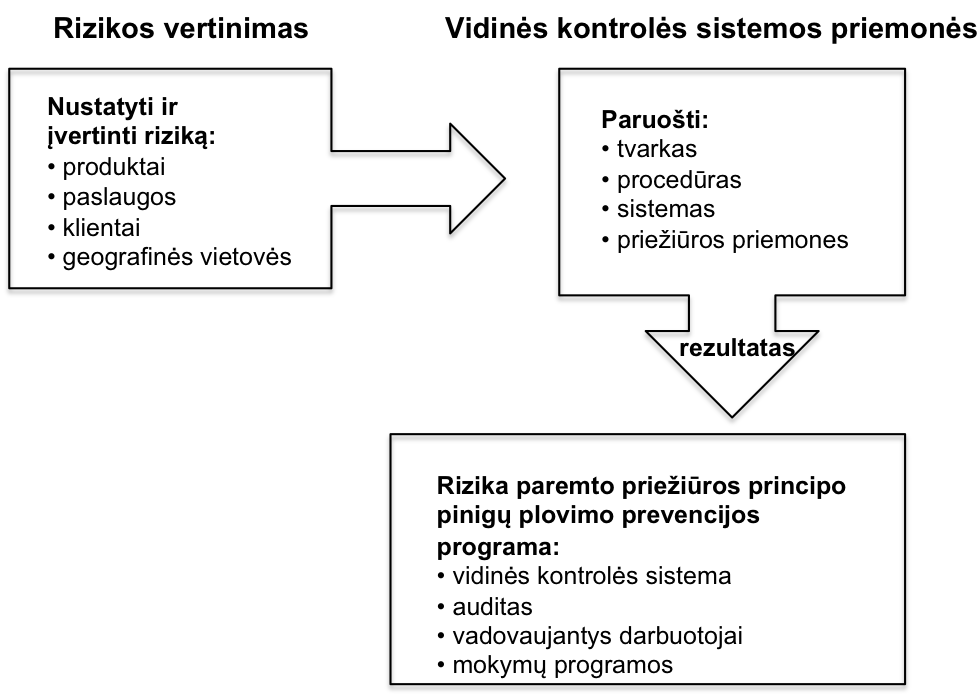 Rizikos vertinimas
Vidinės kontrolės sistemos priemonės
Nustatyti ir
įvertinti riziką:
• produktai
• paslaugos
• klientai
• geografinės vietovės
Paruošti:
• tvarkas
• procedūras
• sistemas
• priežiūros priemones
rezultatas
Rizika paremto priežiūros principo
pinigų plovimo prevencijos
programa:
• vidinės kontrolės sistema
• auditas
• vadovaujantys darbuotojai
• mokymų programos